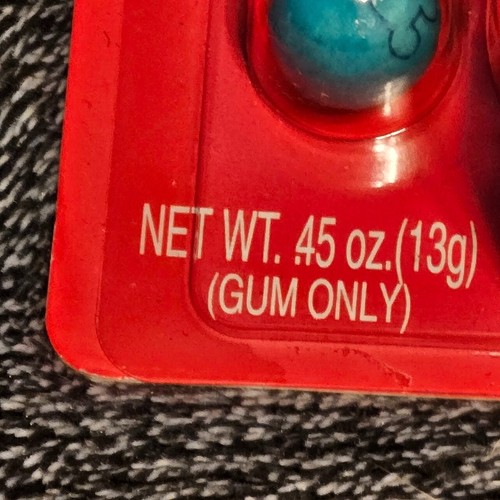 NET WT. .45 oz.(13g)
(GUM ONLY)